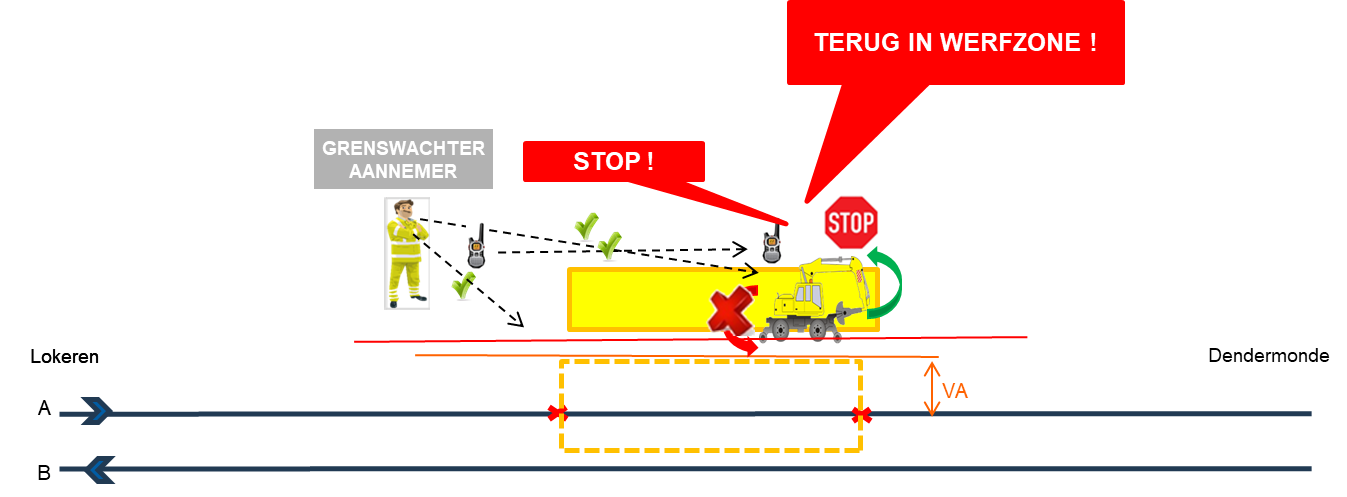 TERUG IN WERFZONE !
GRENSWACHTER
AANNEMER
STOP !
STOP
Lokeren
Dendermonde
VA
A
B